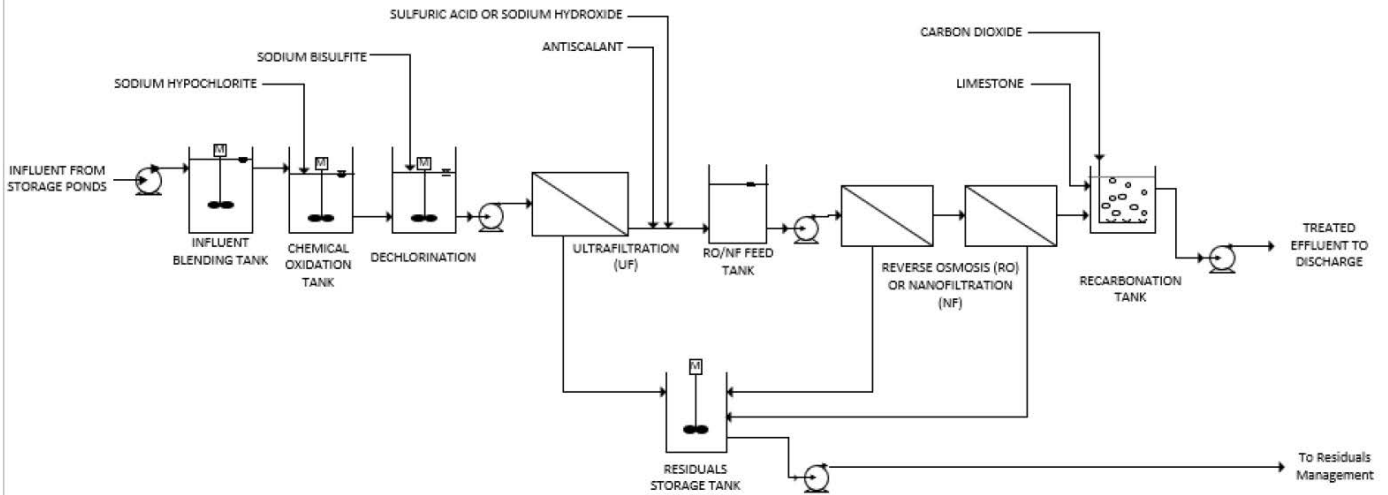 SULFURIC ACID OR SODIUM HYDROXIDE
ANTISCALANT
SODIUM BISULFITE
SODIUM HYPOCHLORITE
CARBON DIOXIDE
LIMESTONE
INFLUENT FROM
STORAGE PONDS
M
INFLUENT
BLENDING TANK
M
CHEMICAL
OXIDATION
TANK
M
DECHLORINATION
ULTRAFILTRATION
(UF)
RO/NF FEED
TANK
REVERSE OSMOSIS (RO)
OR NANOFILTRATION
(NF)
RECARBONATION
TANK
TREATED
EFFLUENT TO
DISCHARGE
M
RESIDUALS
STORAGE TANK
To Residuals
Management